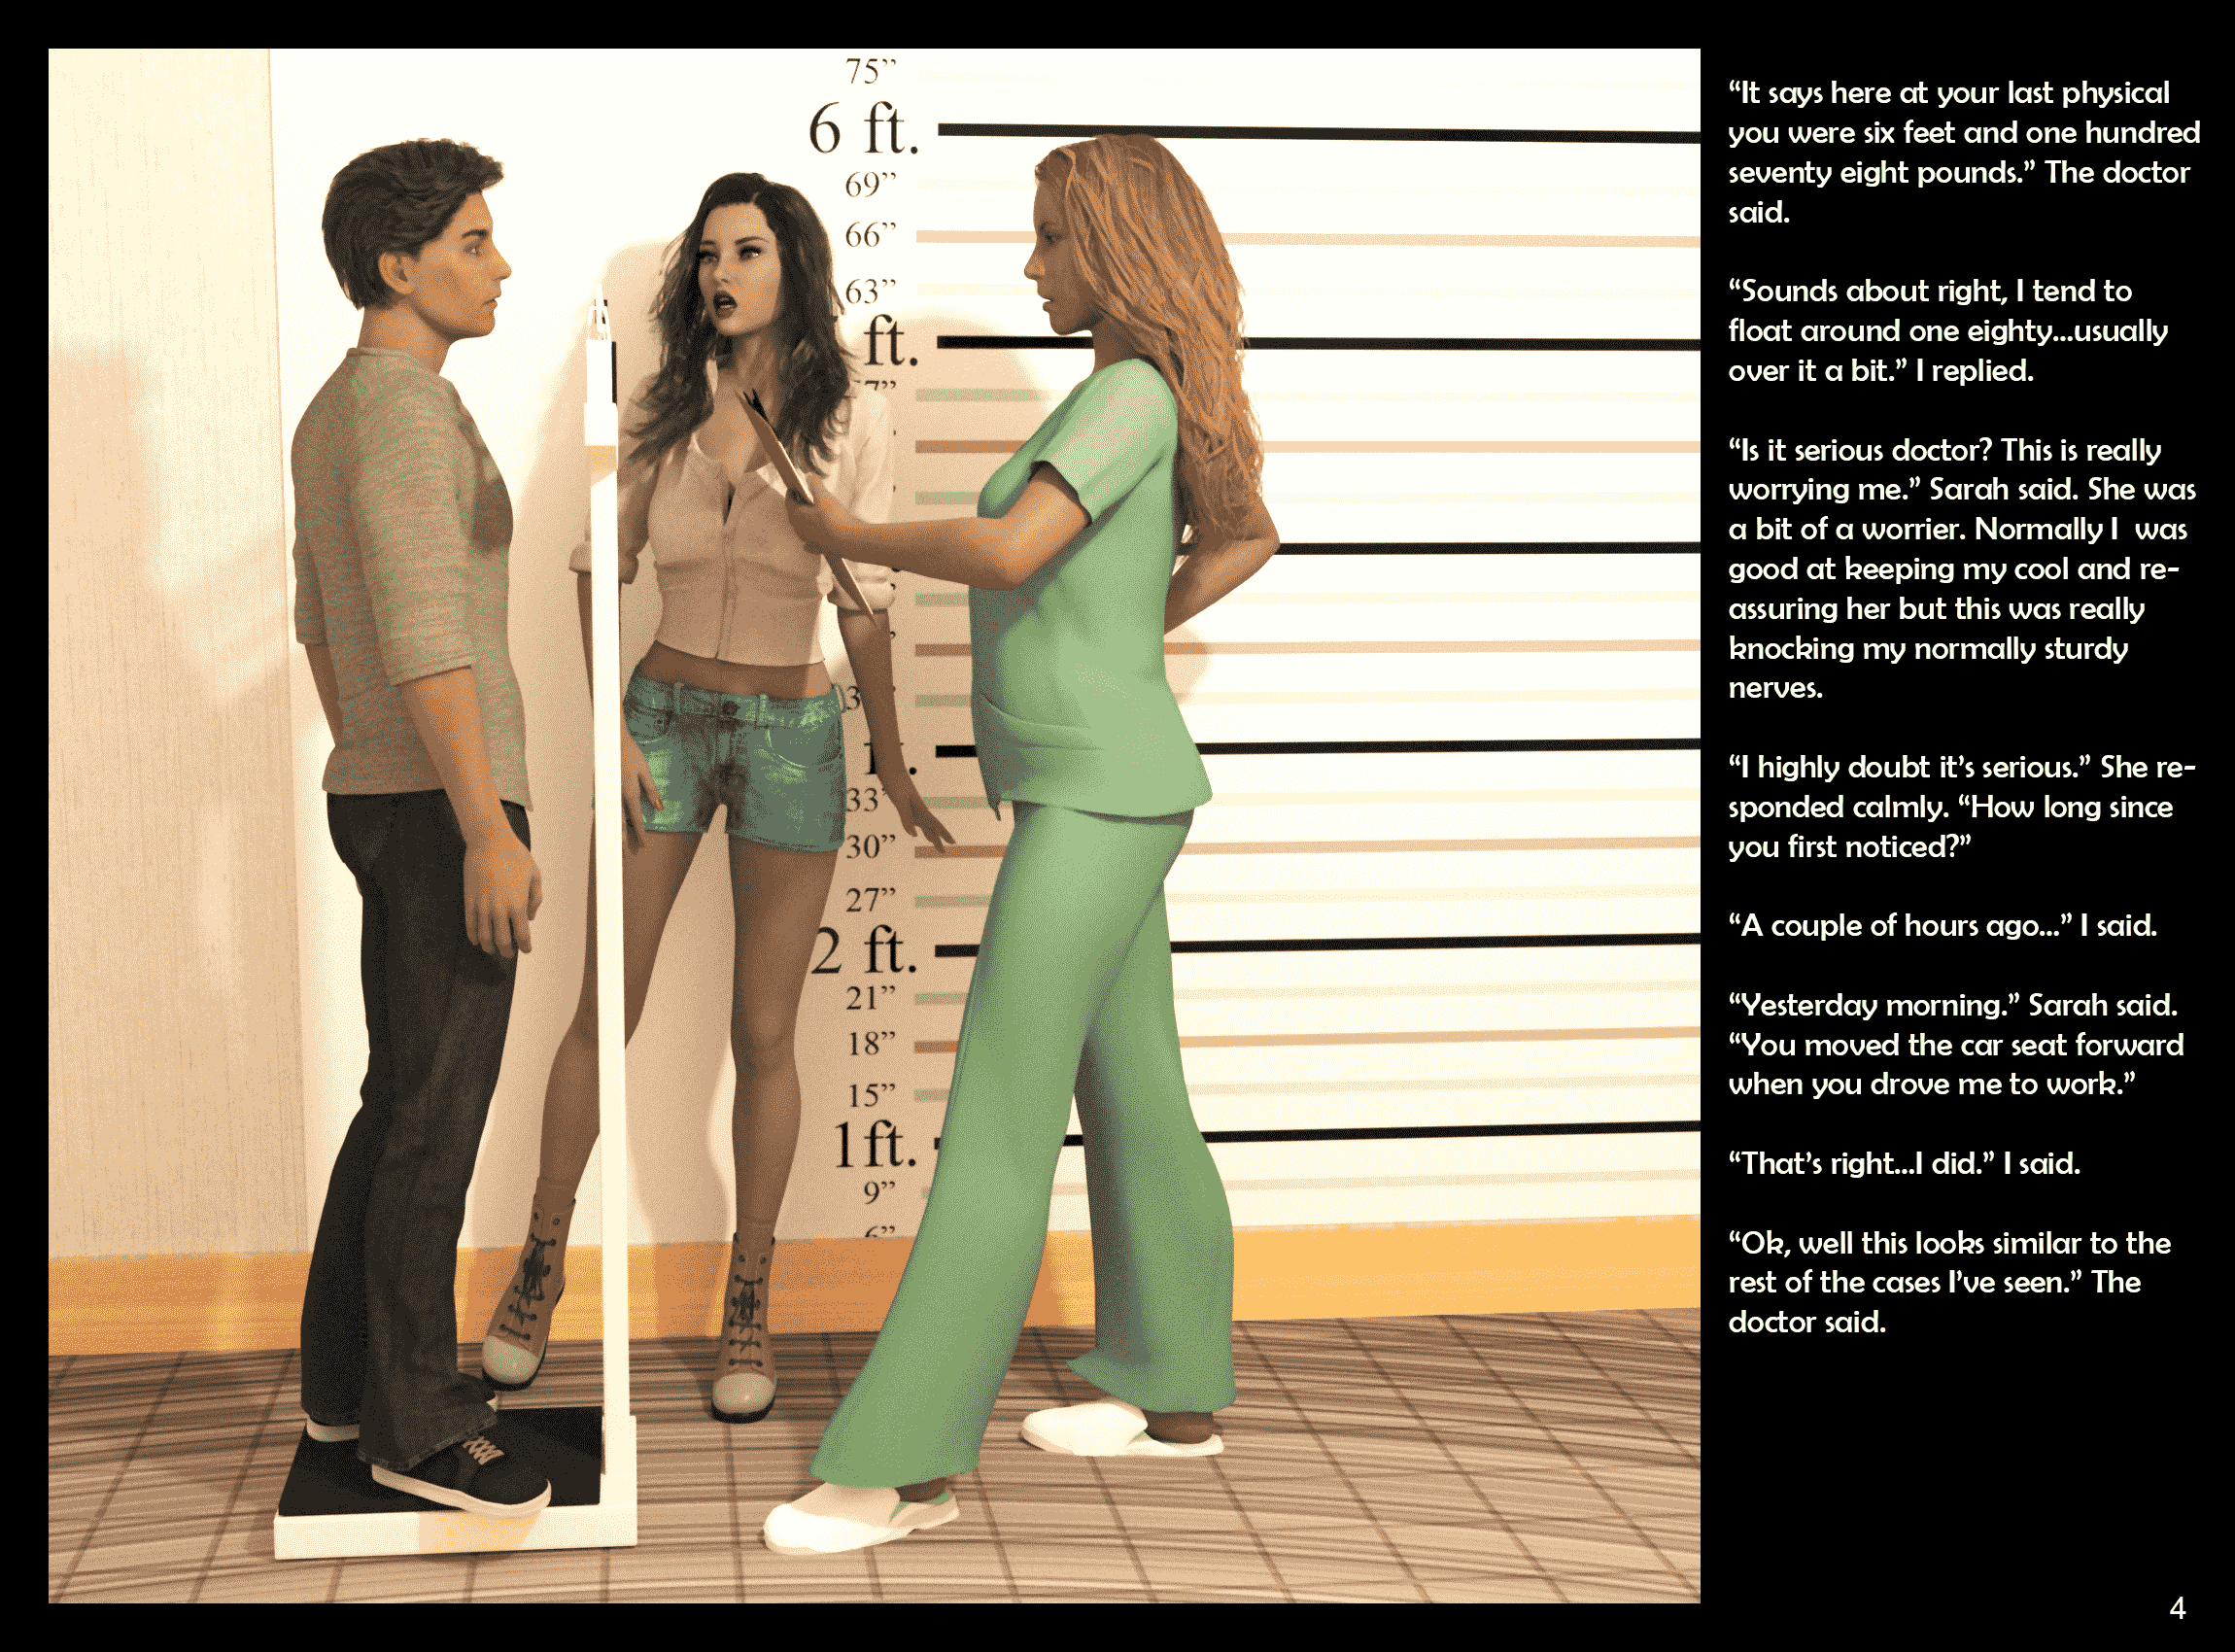 75”
6 ft.
69”
66”
63”
ft.
7”
33”
30”
27”
2 ft.
21”
18”
15”
1ft.
9”
6”
“It says here at your last physical
you were six feet and one hundred
seventy eight pounds.” The doctor
said.
“Sounds about right, I tend to
float around one eighty...usually
over it a bit.” I replied.
“Is it serious doctor? This is really
worrying me.” Sarah said. She was
a bit of a worrier. Normally I  was
good at keeping my cool and re-
assuring her but this was really
knocking my normally sturdy
nerves.
“I highly doubt it’s serious.” She re-
sponded calmly. “How long since
you first noticed?”
“A couple of hours ago...” I said.
“Yesterday morning.” Sarah said.
“You moved the car seat forward
when you drove me to work.”
“That’s right...I did.” I said.
“Ok, well this looks similar to the
rest of the cases I’ve seen.” The
doctor said.
4